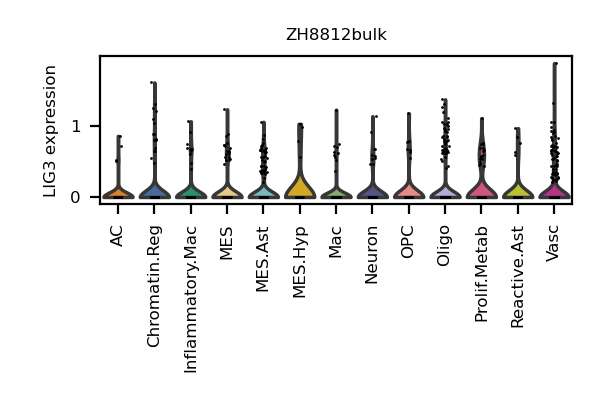 ZH8812bulk
LIG3 expression
1
0
AC
Chromatin.Reg
Inflammatory.Mac
MES
MES.Ast
MES.Hyp
Mac
Neuron
OPC
Oligo
Prolif.Metab
Reactive.Ast
Vasc